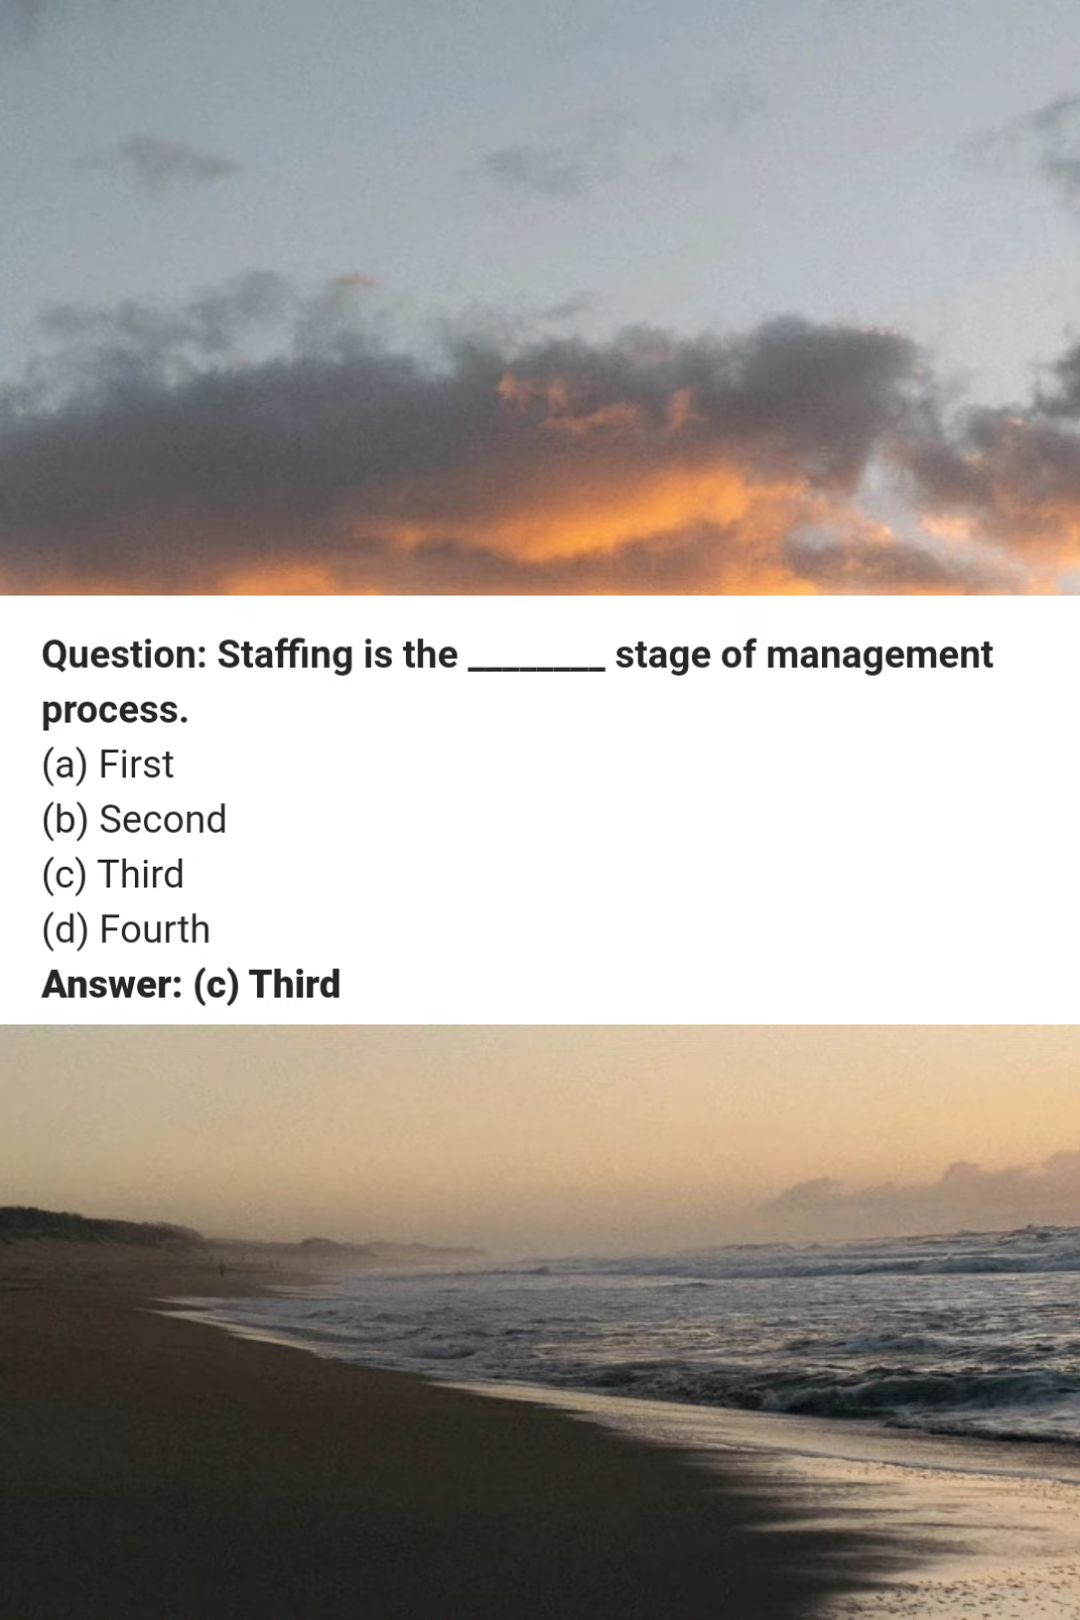 Question: Staffing is the ________ stage of management
process.
(a) First
(b) Second
(c) Third
(d) Fourth
Answer: (c) Third